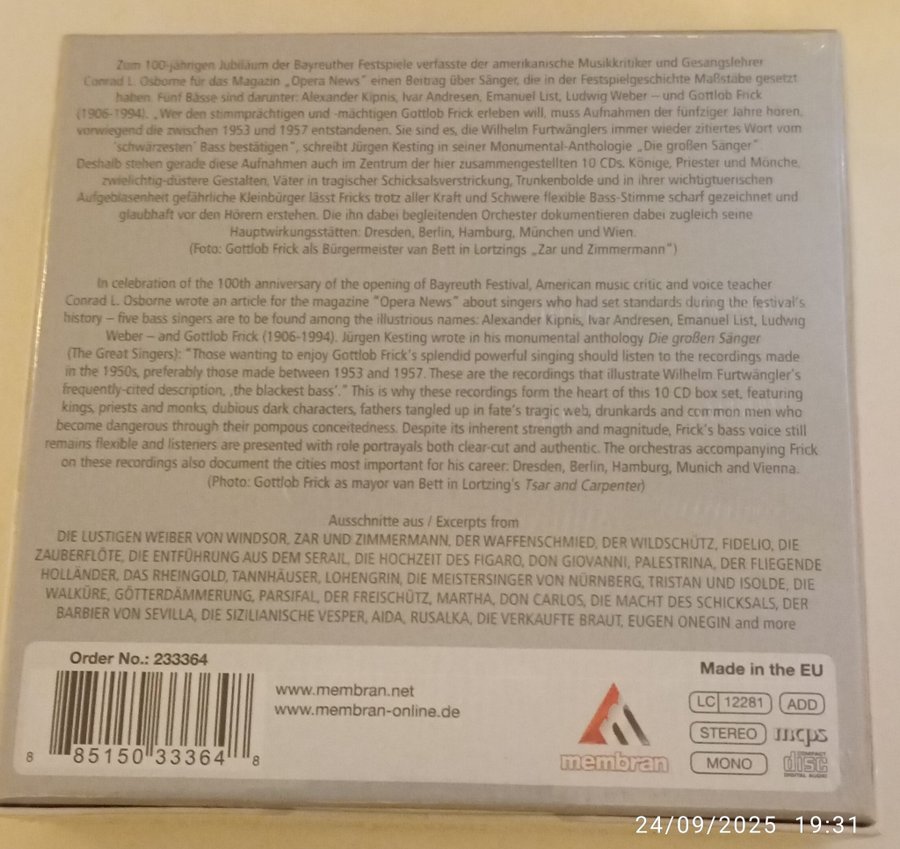 Zum 100-jährigen Jubiläum der Bayreuther Festspiele verfasste der amerikanische Musikkritiker und Gesangslehrer
Conrad L. Osborne für das Magazin „Opera News" einen Beitrag über Sänger, die in der Festspielgeschichte Maßstäbe gesetzt
haben. Fünf Bässe sind darunter: Alexander Kipnis, Ivar Andresen, Emanuel List, Ludwig Weber – und Gottlob Frick
(1906-1994). „Wer den stimmprächtigen und -mächtigen Gottlob Frick erleben will, muss Aufnahmen der fünfziger Jahre hören,
vorwiegend die zwischen 1953 und 1957 entstandenen. Sie sind es, die Wilhelm Furtwänglers immer wieder zitiertes Wort vom
'schwärzesten' Bass bestätigen", schreibt Jürgen Kesting in seiner Monumental-Anthologie „Die großen Sänger".
Deshalb stehen gerade diese Aufnahmen auch im Zentrum der hier zusammengestellten 10 CDs. Könige, Priester und Mönche,
zwielichtig-düstere Gestalten, Väter in tragischer Schicksalsverstrickung, Trunkenbolde und in ihrer wichtigtuerischen
Aufgeblasenheit gefährliche Kleinbürger lässt Fricks trotz aller Kraft und Schwere flexible Bass-Stimme scharf gezeichnet und
glaubhaft vor den Hörern erstehen. Die ihn dabei begleitenden Orchester dokumentieren dabei zugleich seine
Hauptwirkungsstätten: Dresden, Berlin, Hamburg, München und Wien.
(Foto: Gottlob Frick als Bürgermeister van Bett in Lortzings „Zar und Zimmermann")
In celebration of the 100th anniversary of the opening of Bayreuth Festival, American music critic and voice teacher
Conrad L. Osborne wrote an article for the magazine "Opera News" about singers who had set standards during the festival's
history – five bass singers are to be found among the illustrious names: Alexander Kipnis, Ivar Andresen, Emanuel List, Ludwig
Weber – and Gottlob Frick (1906-1994). Jürgen Kesting wrote in his monumental anthology Die großen Sänger
(The Great Singers): "Those wanting to enjoy Gottlob Frick's splendid powerful singing should listen to the recordings made
in the 1950s, preferably those made between 1953 and 1957. These are the recordings that illustrate Wilhelm Furtwängler's
frequently-cited description, ‚the blackest bass'." This is why these recordings form the heart of this 10 CD box set, featuring
kings, priests and monks, dubious dark characters, fathers tangled up in fate's tragic web, drunkards and common men who
become dangerous through their pompous conceitedness. Despite its inherent strength and magnitude, Frick's bass voice still
remains flexible and listeners are presented with role portrayals both clear-cut and authentic. The orchestras accompanying Frick
on these recordings also document the cities most important for his career: Dresden, Berlin, Hamburg, Munich and Vienna.
(Photo: Gottlob Frick as mayor van Bett in Lortzing's Tsar and Carpenter)
Ausschnitte aus / Excerpts from
DIE LUSTIGEN WEIBER VON WINDSOR, ZAR UND ZIMMERMANN, DER WAFFENSCHMIED, DER WILDSCHÜTZ, FIDELIO, DIE
ZAUBERFLÖTE, DIE ENTFÜHRUNG AUS DEM SERAIL, DIE HOCHZEIT DES FIGARO, DON GIOVANNI, PALESTRINA, DER FLIEGENDE
HOLLÄNDER, DAS RHEINGOLD, TANNHÄUSER, LOHENGRIN, DIE MEISTERSINGER VON NÜRNBERG, TRISTAN UND ISOLDE, DIE
WALKÜRE, GÖTTERDÄMMERUNG, PARSIFAL, DER FREISCHÜTZ, MARTHA, DON CARLOS, DIE MACHT DES SCHICKSALS, DER
BARBIER VON SEVILLA, DIE SIZILIANISCHE VESPER, AIDA, RUSALKA, DIE VERKAUFTE BRAUT, EUGEN ONEGIN and more
Order No.: 233364
8 85150 33364 8
www.membran.net
www.membran-online.de
membran
Made in the EU
LC 12281 ADD
STEREO mcps
MONO COMPACT disc DIGITAL AUDIO
24/09/2025 19:31